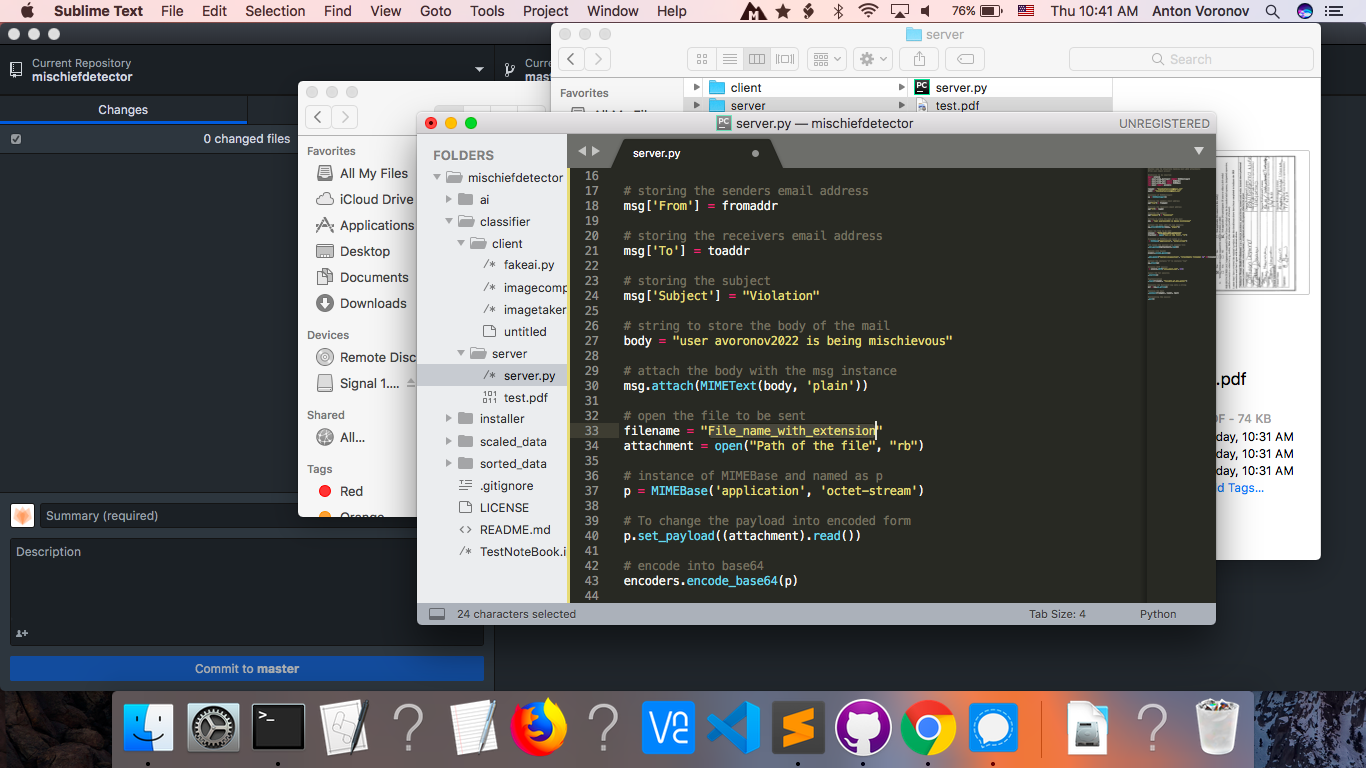 Sublime Text File Edit Selection Find View Goto Tools Project Window Help 76% Thu 10:41 AM Anton Voronov
server
Search
Favorites
client
server
server.py
test.pdf
Current Repository
mischiefdetector
Changes
0 changed files
Summary (required)
Description
Commit to master
Favorites
All My Files
iCloud Drive
Applications
Desktop
Documents
Downloads
Devices
Remote Disc
Signal 1....
Shared
All...
Tags
Red
Orange
server.py — mischiefdetector
UNREGISTERED
FOLDERS
mischiefdetector
ai
classifier
client
fakeai.py
imagecomp
imagetaker
untitled
server
server.py
test.pdf
installer
scaled_data
sorted_data
.gitignore
LICENSE
README.md
TestNoteBook.i
server.py
16
17 # storing the senders email address
18 msg['From'] = fromaddr
19
20 # storing the receivers email address
21 msg['To'] = toaddr
22
23 # storing the subject
24 msg['Subject'] = "Violation"
25
26 # string to store the body of the mail
27 body = "user avoronov2022 is being mischievous"
28
29 # attach the body with the msg instance
30 msg.attach(MIMEText(body, 'plain'))
31
32 # open the file to be sent
33 filename = "File_name_with_extension"
34 attachment = open("Path of the file", "rb")
35
36 # instance of MIMEBase and named as p
37 p = MIMEBase('application', 'octet-stream')
38
39 # To change the payload into encoded form
40 p.set_payload((attachment).read())
41
42 # encode into base64
43 encoders.encode_base64(p)
44
24 characters selected
Tab Size: 4
Python
.pdf
DF - 74 KB
day, 10:31 AM
day, 10:31 AM
day, 10:31 AM
d Tags...